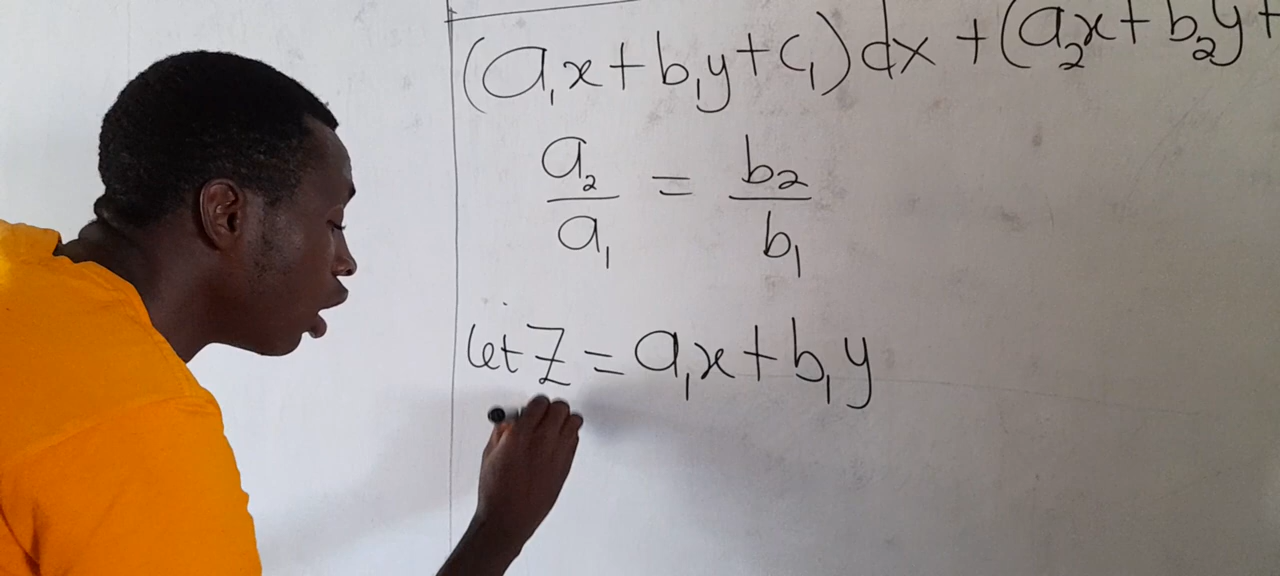 (a₁x+b₁y+c₁)dx+(a₂x+b₂y+
a₂/a₁ = b₂/b₁
let Z=a₁x+b₁y